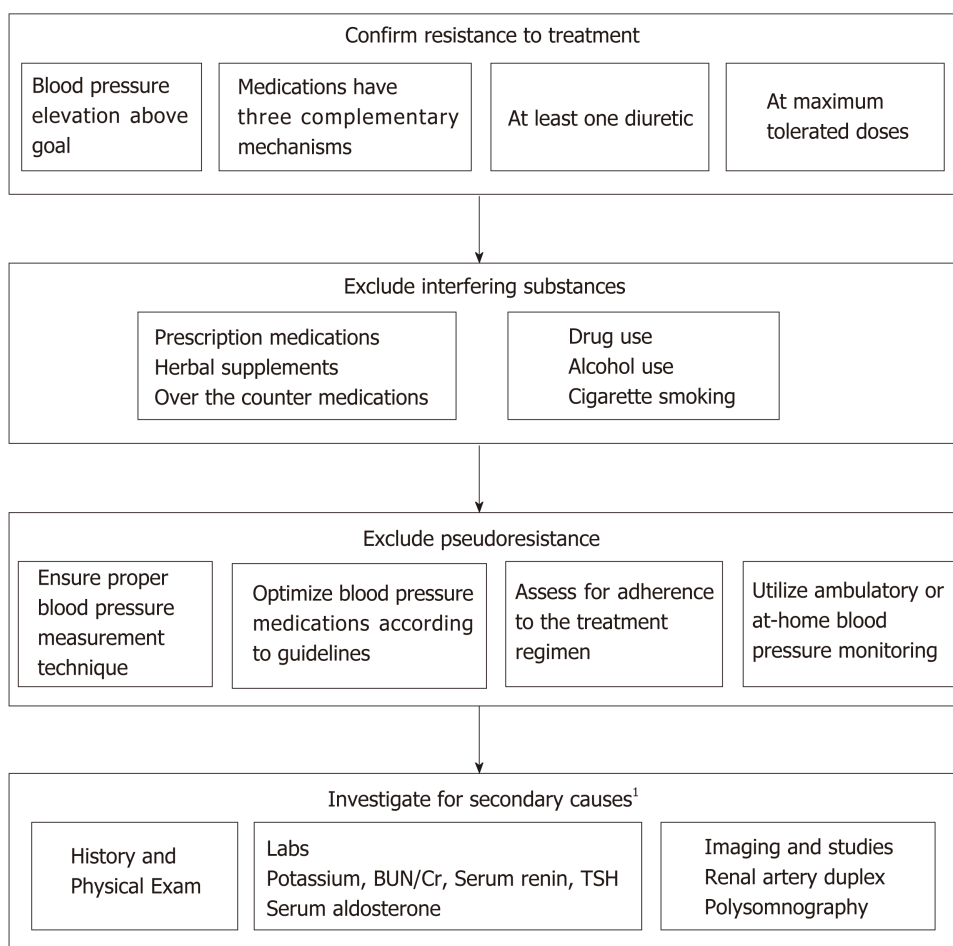 Confirm resistance to treatment
Blood pressure
elevation above
goal
Medications have
three complementary
mechanisms
At least one diuretic
At maximum
tolerated doses
Exclude interfering substances
Prescription medications
Herbal supplements
Over the counter medications
Drug use
Alcohol use
Cigarette smoking
Exclude pseudoresistance
Ensure proper
blood pressure
measurement
technique
Optimize blood pressure
medications according
to guidelines
Assess for adherence
to the treatment
regimen
Utilize ambulatory or
at-home blood
pressure monitoring
Investigate for secondary causes¹
History and
Physical Exam
Labs
Potassium, BUN/Cr, Serum renin, TSH
Serum aldosterone
Imaging and studies
Renal artery duplex
Polysomnography